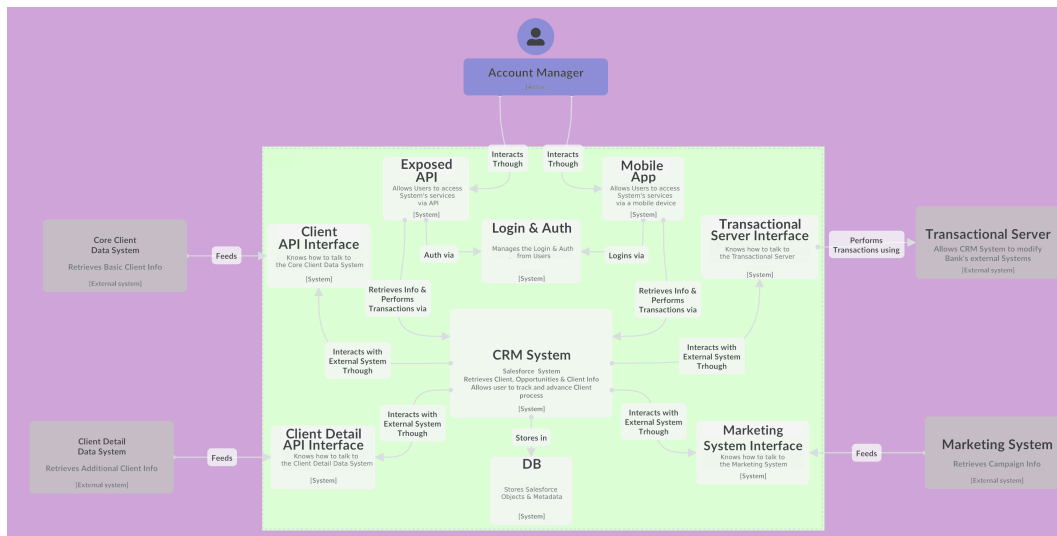 Account Manager
Interacts
Trhough
Interacts
Trhough
Exposed
API
Allows Users to access
System's services
via API
[System]
Mobile
App
Allows Users to access
System's services
via a mobile device
[System]
Login & Auth
Manages the Login & Auth
from Users
[System]
Auth via
Logins via
Client
API Interface
Knows how to talk to
the Core Client Data System
[System]
Transactional
Server Interface
Knows how to talk to
the Transactional Server
[System]
Core Client
Data System
Retrieves Basic Client Info
[External system]
Feeds
Performs
Transactions using
Transactional Server
Allows CRM System to modify
Bank's external Systems
[External system]
Retrieves Info &
Performs
Transactions via
Retrieves Info &
Performs
Transactions via
CRM System
Salesforce System
Retrieves Client, Opportunities & Client Info
Allows user to track and advance Client
process
[System]
Interacts with
External System
Trhough
Interacts with
External System
Trhough
Interacts with
External System
Trhough
Interacts with
External System
Trhough
Stores in
Client Detail
Data System
Retrieves Additional Client Info
[External system]
Feeds
Client Detail
API Interface
Knows how to talk to
the Client Detail Data System
[System]
DB
Stores Salesforce
Objects & Metadata
[System]
Marketing
System Interface
Knows how to talk to
the Marketing System
[System]
Feeds
Marketing System
Retrieves Campaign Info
[External system]